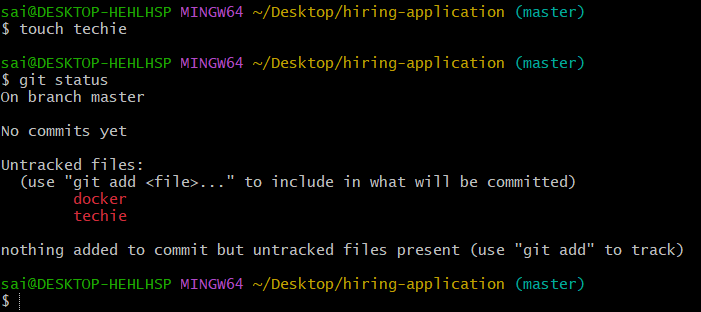 sai@DESKTOP-HEHLHSP MINGW64 ~/Desktop/hiring-application (master)
$ touch techie
sai@DESKTOP-HEHLHSP MINGW64 ~/Desktop/hiring-application (master)
$ git status
On branch master
No commits yet
Untracked files:
  (use "git add <file>..." to include in what will be committed)
        docker
        techie
nothing added to commit but untracked files present (use "git add" to track)
sai@DESKTOP-HEHLHSP MINGW64 ~/Desktop/hiring-application (master)
$